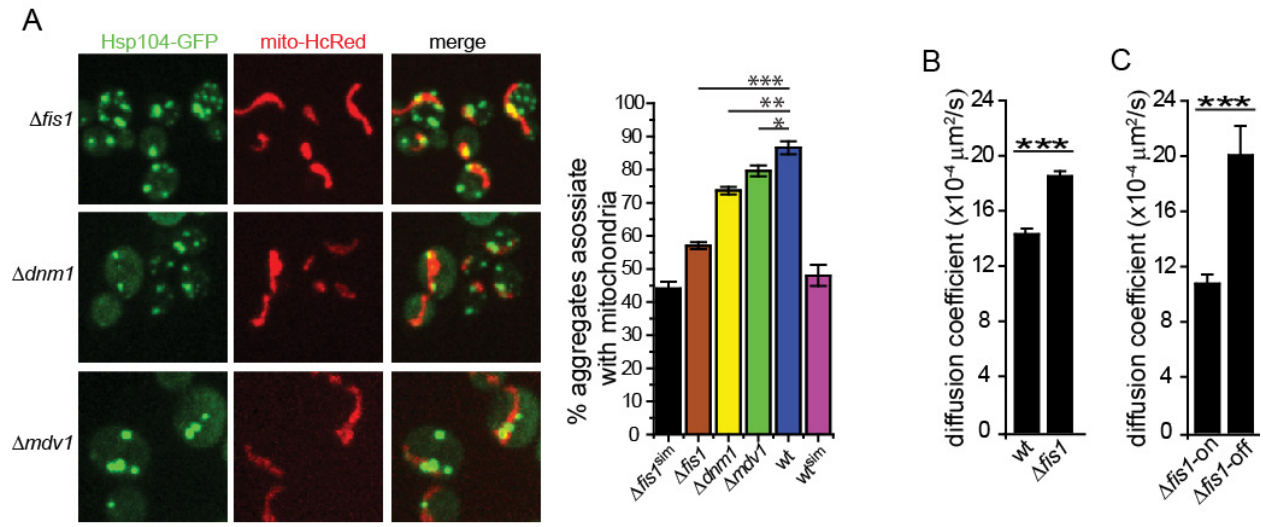 A
Hsp104-GFP
mito-HcRed
merge
Δfis1
Δdnm1
Δmdv1
% aggregates asossiate
with mitochondria
100
90
80
70
60
50
40
30
20
10
0
***
**
*
Δfis1sim
Δfis1
Δdnm1
Δmdv1
wt
wtsim
B
diffusion coefficient (x10-4 μm2/s)
24
20
16
12
8
4
0
***
wt
Δfis1
C
diffusion coefficient (x10-4 μm2/s)
24
20
16
12
8
4
0
***
Δfis1-on
Δfis1-off